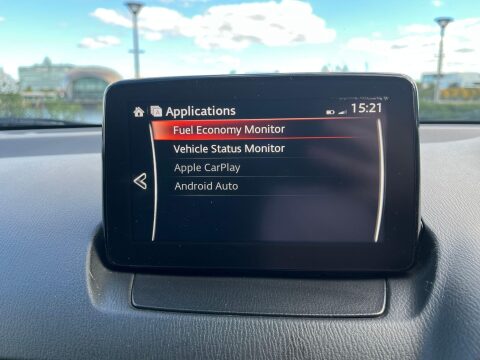 Applications
15:21
Fuel Economy Monitor
Vehicle Status Monitor
Apple CarPlay
Android Auto